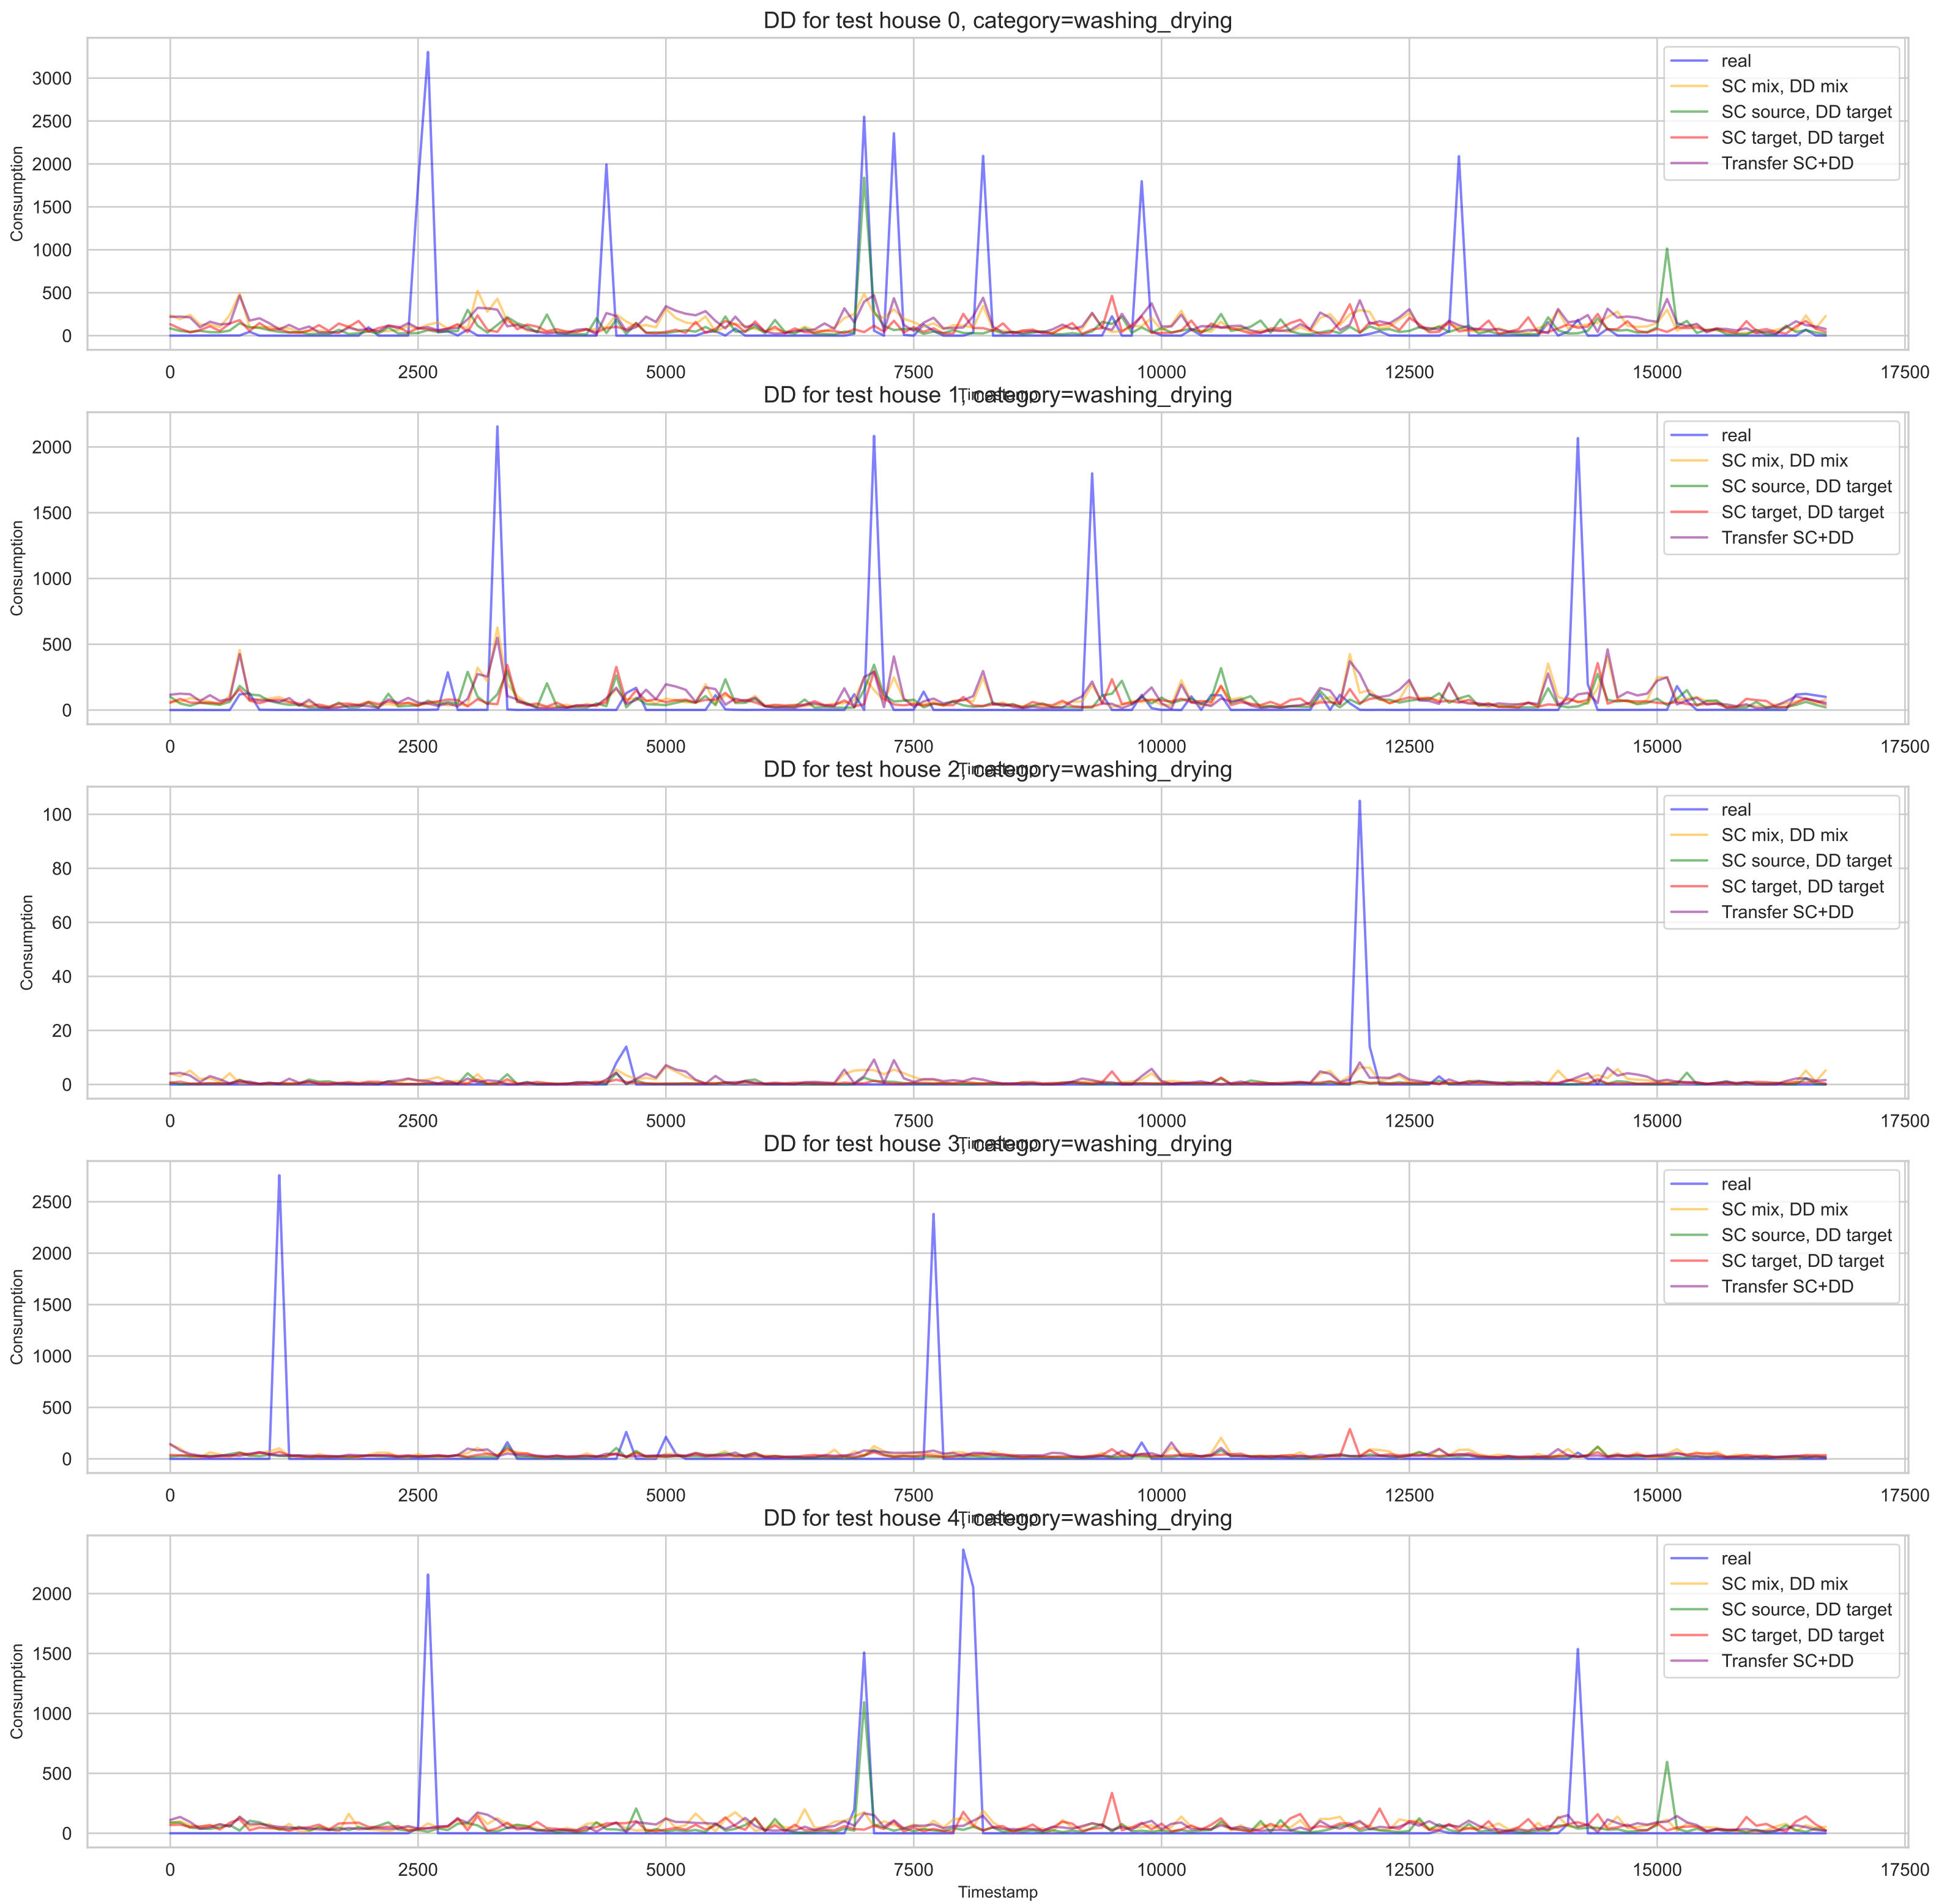 DD for test house 0, category=washing_drying
Consumption
3000
2500
2000
1500
1000
500
0
real
SC mix, DD mix
SC source, DD target
SC target, DD target
Transfer SC+DD
0 2500 5000 7500 10000 12500 15000 17500
Timestamp
DD for test house 1, category=washing_drying
Consumption
2000
1500
1000
500
0
real
SC mix, DD mix
SC source, DD target
SC target, DD target
Transfer SC+DD
0 2500 5000 7500 10000 12500 15000 17500
Timestamp
DD for test house 2, category=washing_drying
Consumption
100
80
60
40
20
0
real
SC mix, DD mix
SC source, DD target
SC target, DD target
Transfer SC+DD
0 2500 5000 7500 10000 12500 15000 17500
Timestamp
DD for test house 3, category=washing_drying
Consumption
2500
2000
1500
1000
500
0
real
SC mix, DD mix
SC source, DD target
SC target, DD target
Transfer SC+DD
0 2500 5000 7500 10000 12500 15000 17500
Timestamp
DD for test house 4, category=washing_drying
Consumption
2000
1500
1000
500
0
real
SC mix, DD mix
SC source, DD target
SC target, DD target
Transfer SC+DD
0 2500 5000 7500 10000 12500 15000 17500
Timestamp